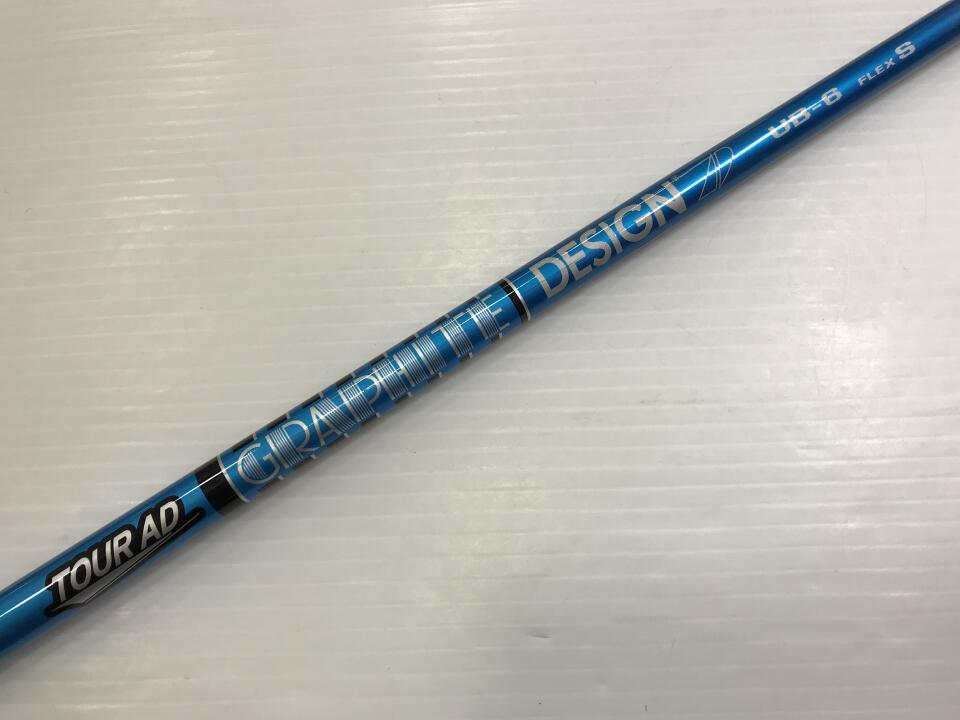 TOUR AD
GRAPHITE DESIGN
UB-6 FLEX S